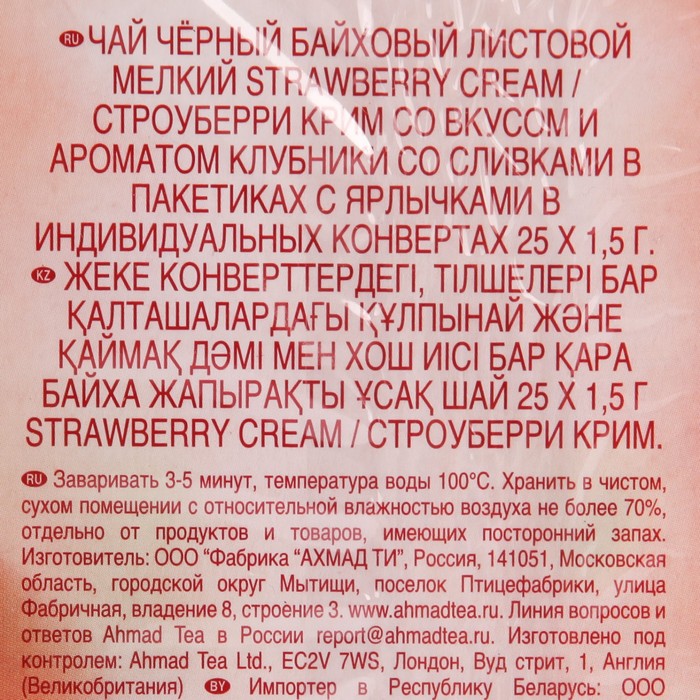 RU ЧАЙ ЧЁРНЫЙ БАЙХОВЫЙ ЛИСТОВОЙ
МЕЛКИЙ STRAWBERRY CREAM /
СТРОУБЕРРИ КРИМ СО ВКУСОМ И
АРОМАТОМ КЛУБНИКИ СО СЛИВКАМИ В
ПАКЕТИКАХ С ЯРЛЫЧКАМИ В
ИНДИВИДУАЛЬНЫХ КОНВЕРТАХ 25 X 1,5 Г.
KZ ЖЕКЕ КОНВЕРТТЕРДЕГІ, ТІЛШЕЛЕРІ БАР
ҚАЛТАШАЛАРДАҒЫ ҚҰЛПЫНАЙ ЖӘНЕ
ҚАЙМАҚ ДӘМІ МЕН ХОШ ИІСІ БАР ҚАРА
БАЙХА ЖАПЫРАҚТЫ ҰСАҚ ШАЙ 25 X 1,5 Г
STRAWBERRY CREAM / СТРОУБЕРРИ КРИМ.
RU Заваривать 3-5 минут, температура воды 100°С. Хранить в чистом,
сухом помещении с относительной влажностью воздуха не более 70%,
отдельно от продуктов и товаров, имеющих посторонний запах.
Изготовитель: ООО "Фабрика "АХМАД ТИ", Россия, 141051, Московская
область, городской округ Мытищи, поселок Птицефабрики, улица
Фабричная, владение 8, строение 3. www.ahmadtea.ru. Линия вопросов и
ответов Ahmad Tea в России report@ahmadtea.ru. Изготовлено под
контролем: Ahmad Tea Ltd., EC2V 7WS, Лондон, Вуд стрит, 1, Англия
(Великобритания) BY Импортер в Республику Беларусь: ООО